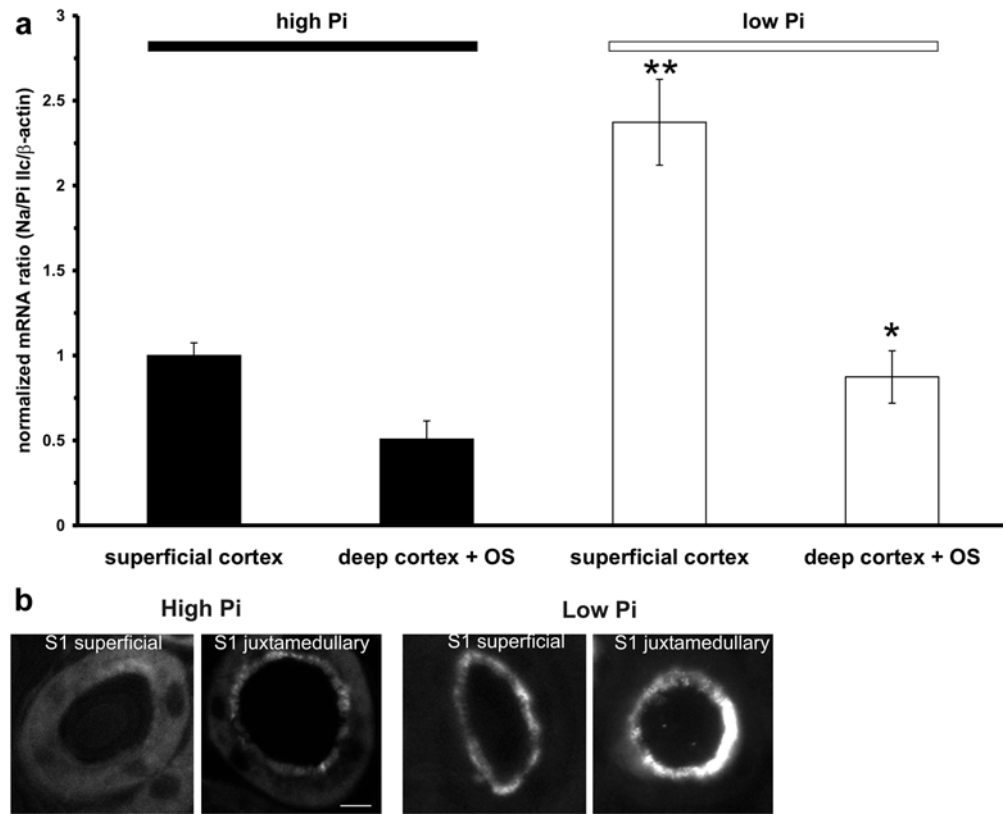 a
high Pi
low Pi
normalized mRNA ratio (Na/Pi IIc/β-actin)
3
2.5
2
1.5
1
0.5
0
**
*
superficial cortex
deep cortex + OS
superficial cortex
deep cortex + OS
b
High Pi
Low Pi
S1 superficial
S1 juxtamedullary
S1 superficial
S1 juxtamedullary